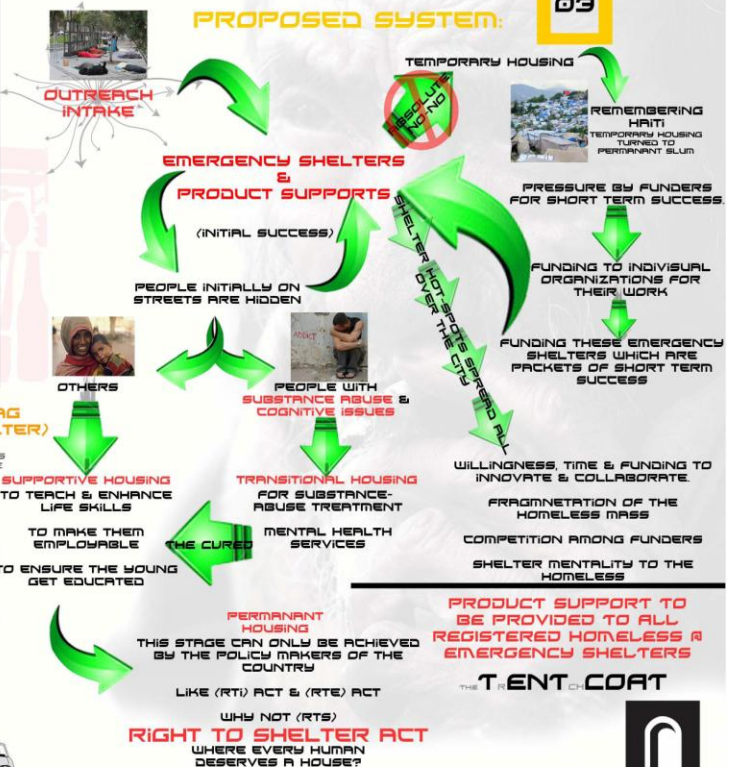 03
PROPOSED SYSTEM:
TEMPORARY HOUSING
OUTREACH
INTAKE
ABSOLUTE
NO-NO
REMEMBERING
HAITI
TEMPORARY HOUSING
TURNED TO
PERMANANT SLUM
EMERGENCY SHELTERS
&
PRODUCT SUPPORTS
(INITIAL SUCCESS)
PEOPLE INITIALLY ON
STREETS ARE HIDDEN
SHELTER HOT-SPOTS SPREAD ALL
OVER THE CITY
PRESSURE BY FUNDERS
FOR SHORT TERM SUCCESS.
FUNDING TO INDIVISUAL
ORGANIZATIONS FOR
THEIR WORK
FUNDING THESE EMERGENCY
SHELTERS WHICH ARE
PACKETS OF SHORT TERM
SUCCESS
ADDICT
OTHERS
PEOPLE WITH
SUBSTANCE ABUSE &
COGNITIVE ISSUES
AG
TER)
SUPPORTIVE HOUSING
TO TEACH & ENHANCE
LIFE SKILLS
TO MAKE THEM
EMPLOYABLE
TO ENSURE THE YOUNG
GET EDUCATED
TRANSITIONAL HOUSING
FOR SUBSTANCE-
ABUSE TREATMENT
MENTAL HEALTH
SERVICES
THE CURED
WILLINGNESS, TIME & FUNDING TO
INNOVATE & COLLABORATE.
FRAGMNETATION OF THE
HOMELESS MASS
COMPETITION AMONG FUNDERS
SHELTER MENTALITY TO THE
HOMELESS
PERMANANT
HOUSING
THIS STAGE CAN ONLY BE ACHIEVED
BY THE POLICY MAKERS OF THE
COUNTRY
LIKE (RTI) ACT & (RTE) ACT
WHY NOT (RTS)
RIGHT TO SHELTER ACT
WHERE EVERY HUMAN
DESERVES A HOUSE?
PRODUCT SUPPORT TO
BE PROVIDED TO ALL
REGISTERED HOMELESS @
EMERGENCY SHELTERS
THE TRENTCHCOAT